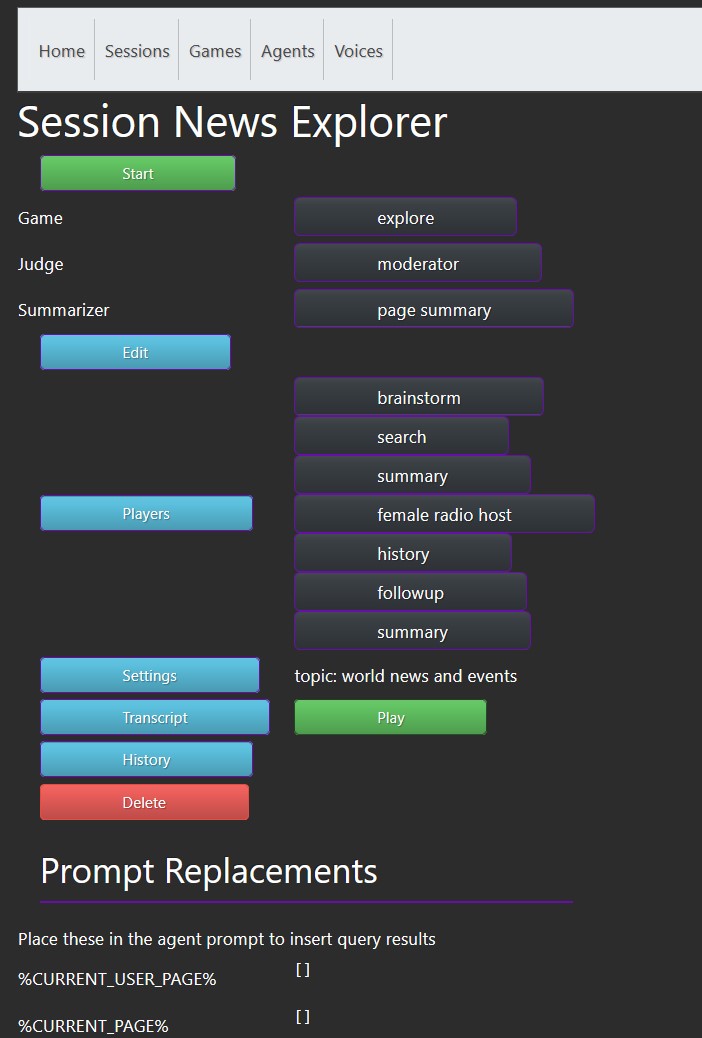 Home Sessions Games Agents Voices
Session News Explorer
Start
Game explore
Judge moderator
Summarizer page summary
Edit
brainstorm
search
summary
Players female radio host
history
followup
summary
Settings topic: world news and events
Transcript Play
History
Delete
Prompt Replacements
Place these in the agent prompt to insert query results
%CURRENT_USER_PAGE% []
%CURRENT_PAGE% []